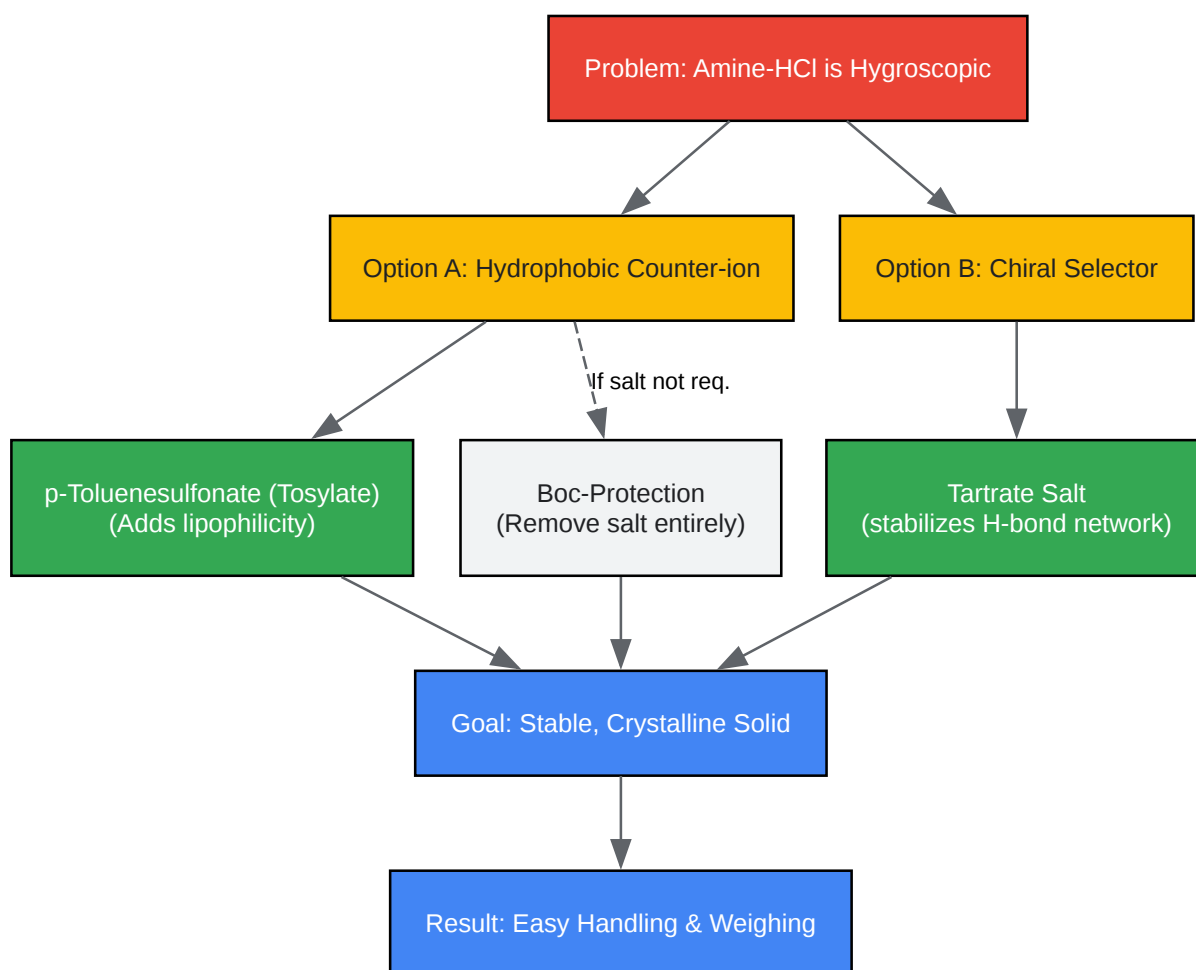 Problem: Amine-HCl is Hygroscopic
Option A: Hydrophobic Counter-ion
Option B: Chiral Selector
If salt not req.
p-Toluenesulfonate (Tosylate)
(Adds lipophilicity)
Boc-Protection
(Remove salt entirely)
Tartrate Salt
(stabilizes H-bond network)
Goal: Stable, Crystalline Solid
Result: Easy Handling & Weighing